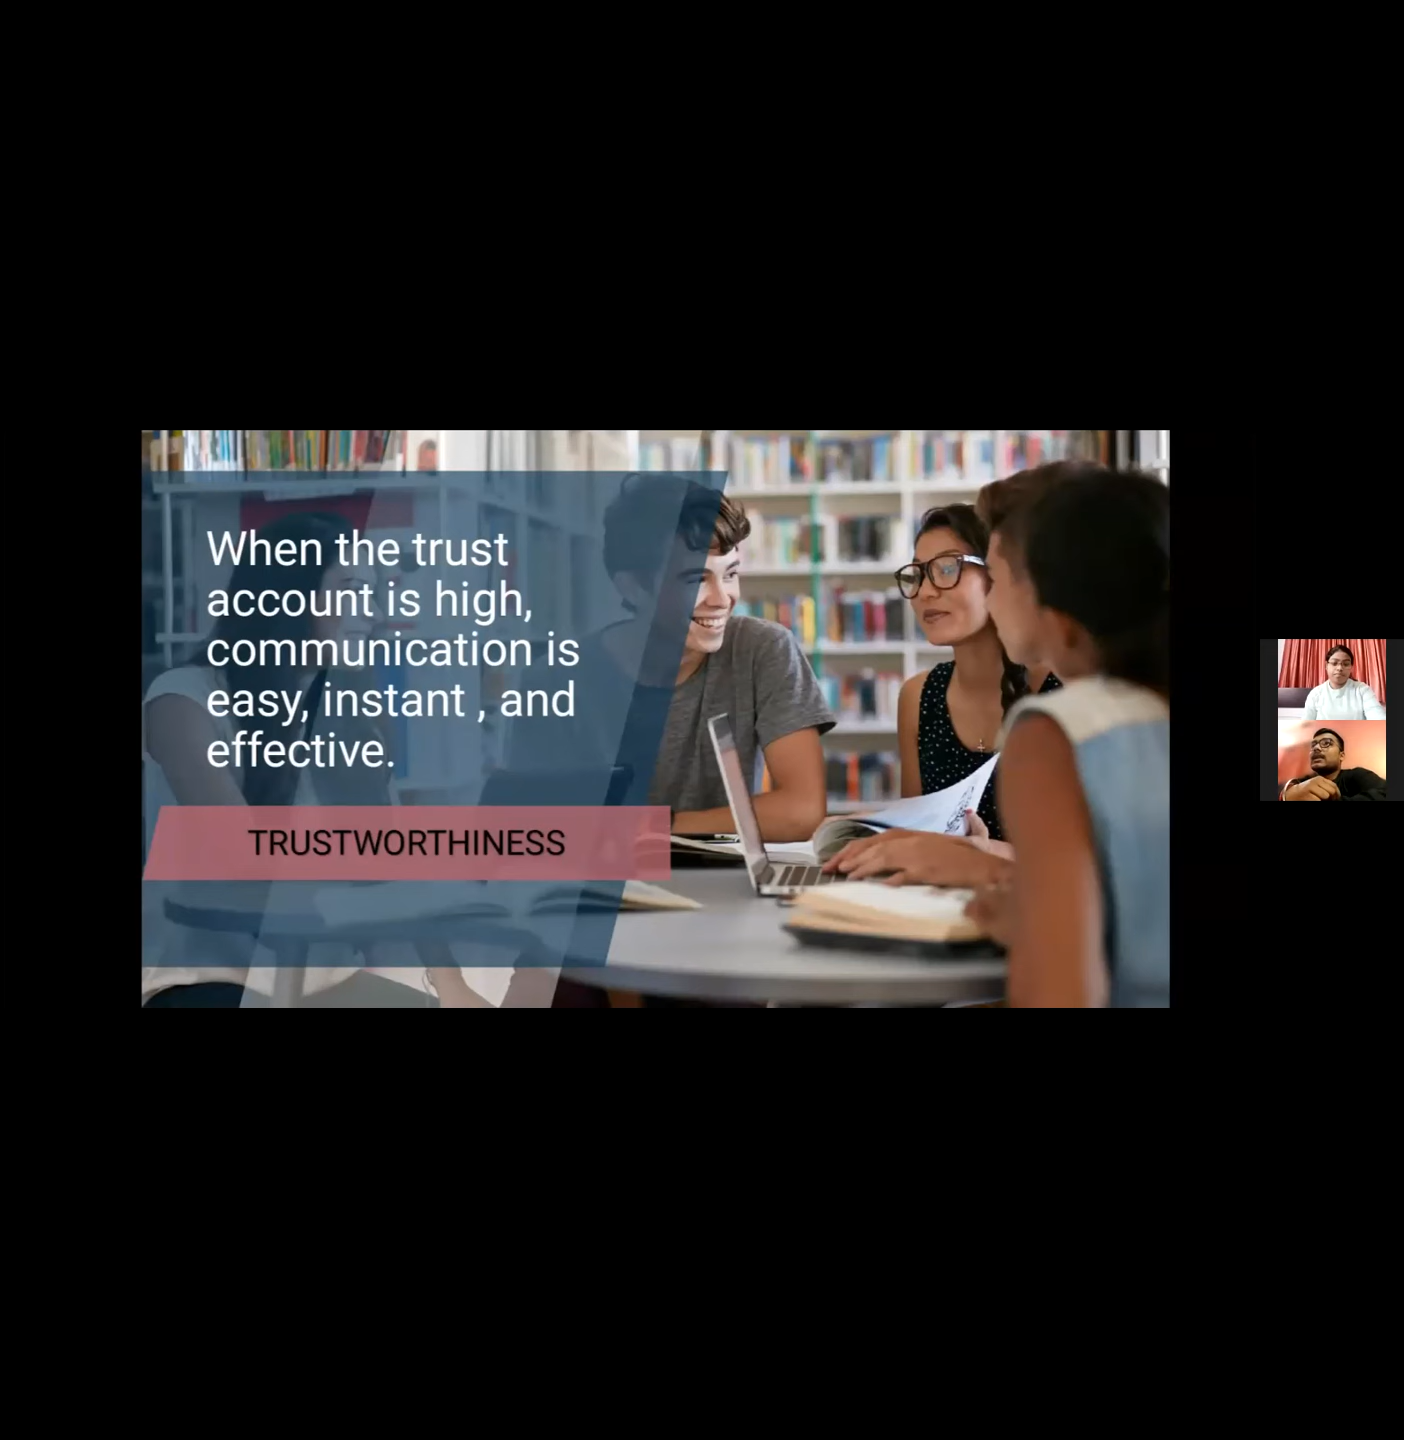 When the trust
account is high,
communication is
easy, instant , and
effective.
TRUSTWORTHINESS